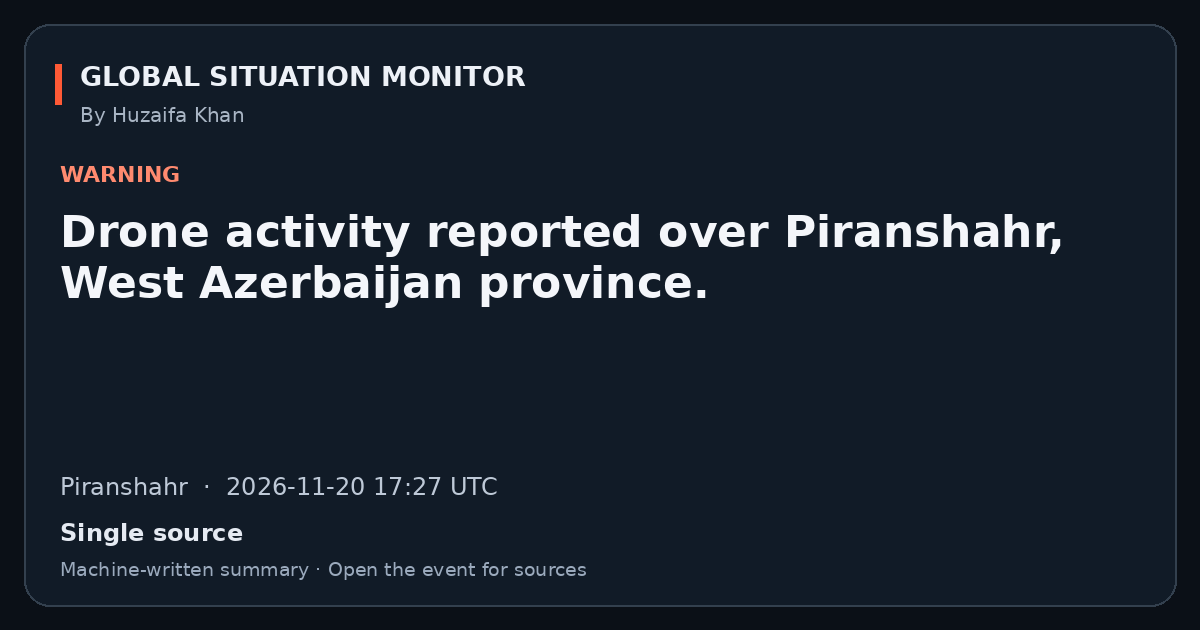 GLOBAL SITUATION MONITOR
By Huzaifa Khan
WARNING
Drone activity reported over Piranshahr,
West Azerbaijan province.
Piranshahr · 2026-11-20 17:27 UTC
Single source
Machine-written summary · Open the event for sources